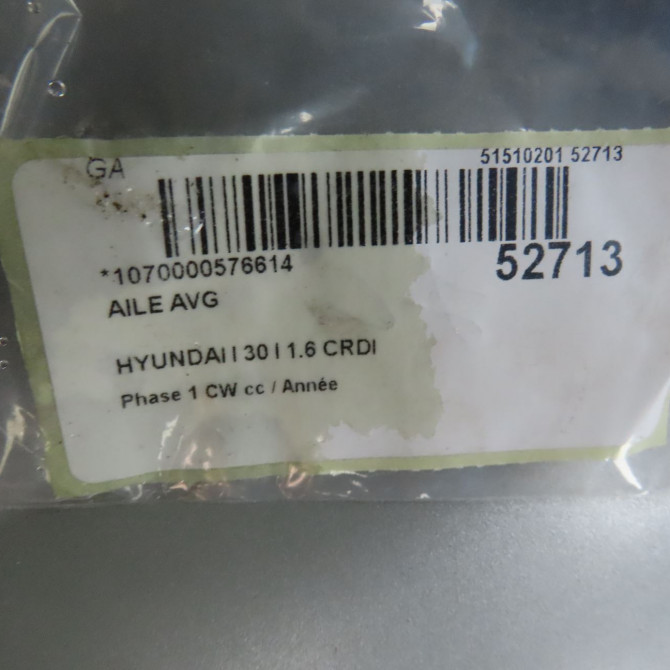 GA
51510201 52713
*1070000576614
52713
AILE AVG
HYUNDAI I 30 I 1.6 CRDI
Phase 1 CW cc / Année